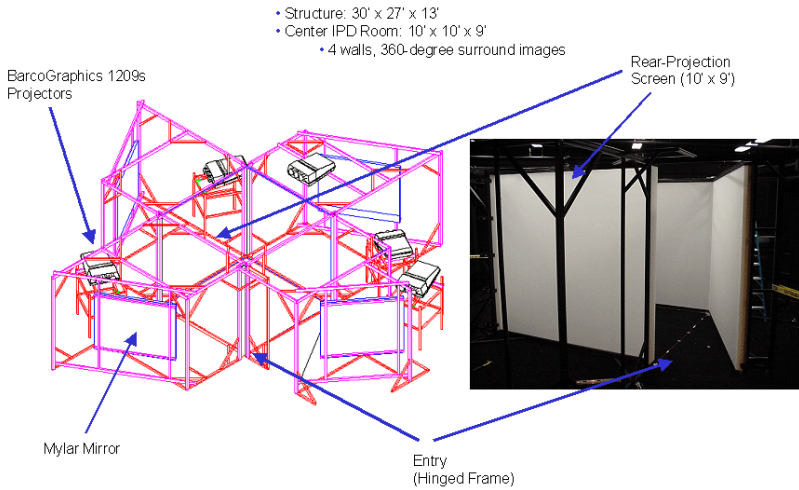 • Structure: 30' x 27' x 13'
• Center IPD Room: 10' x 10' x 9'
• 4 walls, 360-degree surround images
BarcoGraphics 1209s
Projectors
Rear-Projection
Screen (10' x 9')
Mylar Mirror
Entry
(Hinged Frame)